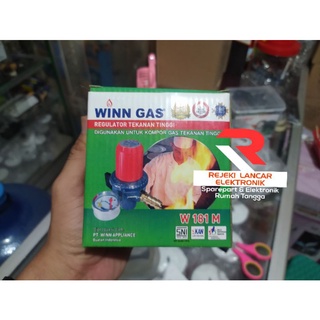 WINN GAS
REGULATOR TEKANAN TINGGI
DIGUNAKAN UNTUK KOMPOR GAS TEKANAN TINGGI
R
REJEKI LANCAR
ELEKTRONIK
Sparepart & Elektronik
Rumah Tangga
W 181 M
SNI
KAN
PT. WINN APPLIANCE